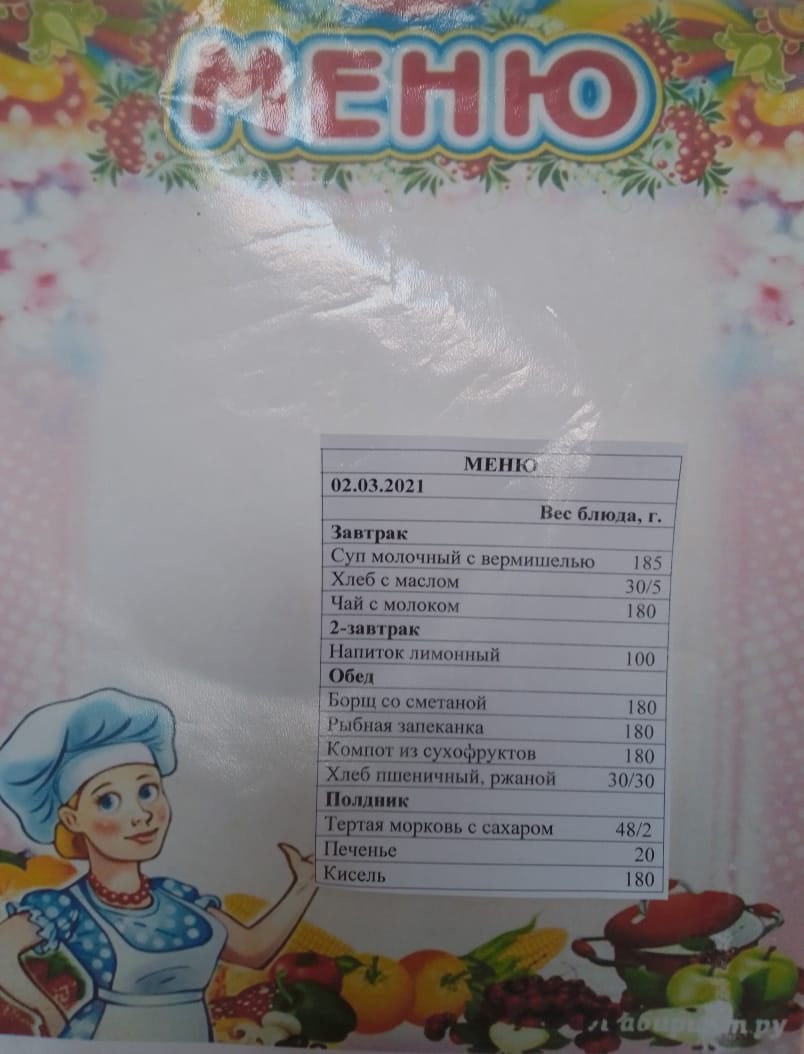 МЕНЮ
МЕНЮ
02.03.2021
Вес блюда, г.
Завтрак
Суп молочный с вермишелью 185
Хлеб с маслом 30/5
Чай с молоком 180
2-завтрак
Напиток лимонный 100
Обед
Борщ со сметаной 180
Рыбная запеканка 180
Компот из сухофруктов 180
Хлеб пшеничный, ржаной 30/30
Полдник
Тертая морковь с сахаром 48/2
Печенье 20
Кисель 180
Лабиринт.ру